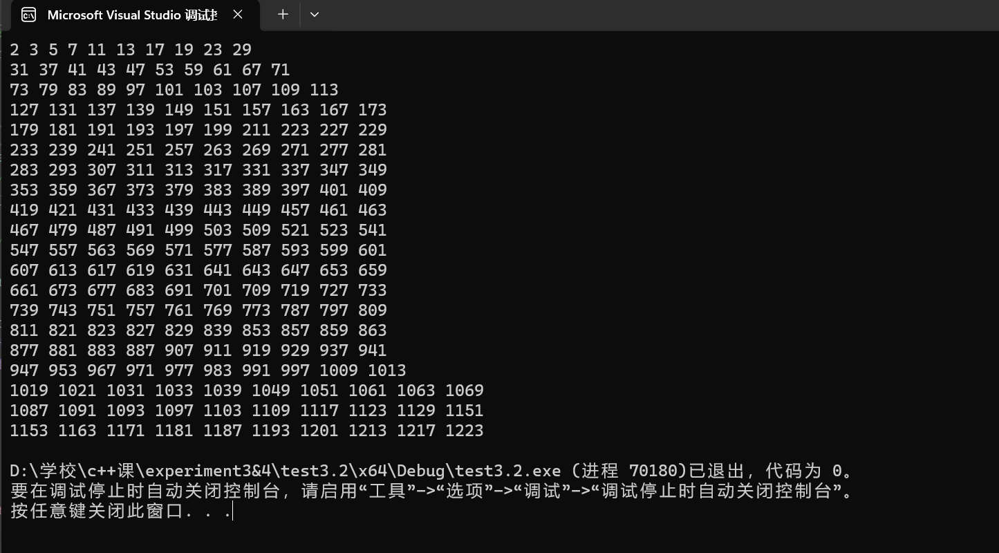 Microsoft Visual Studio 调试
2 3 5 7 11 13 17 19 23 29
31 37 41 43 47 53 59 61 67 71
73 79 83 89 97 101 103 107 109 113
127 131 137 139 149 151 157 163 167 173
179 181 191 193 197 199 211 223 227 229
233 239 241 251 257 263 269 271 277 281
283 293 307 311 313 317 331 337 347 349
353 359 367 373 379 383 389 397 401 409
419 421 431 433 439 443 449 457 461 463
467 479 487 491 499 503 509 521 523 541
547 557 563 569 571 577 587 593 599 601
607 613 617 619 631 641 643 647 653 659
661 673 677 683 691 701 709 719 727 733
739 743 751 757 761 769 773 787 797 809
811 821 823 827 829 839 853 857 859 863
877 881 883 887 907 911 919 929 937 941
947 953 967 971 977 983 991 997 1009 1013
1019 1021 1031 1033 1039 1049 1051 1061 1063 1069
1087 1091 1093 1097 1103 1109 1117 1123 1129 1151
1153 1163 1171 1181 1187 1193 1201 1213 1217 1223
D:\学校\c++课\experiment3&4\test3.2\x64\Debug\test3.2.exe (进程 70180)已退出，代码为 0。
要在调试停止时自动关闭控制台，请启用“工具”->“选项”->“调试”->“调试停止时自动关闭控制台”。
按任意键关闭此窗口. . .